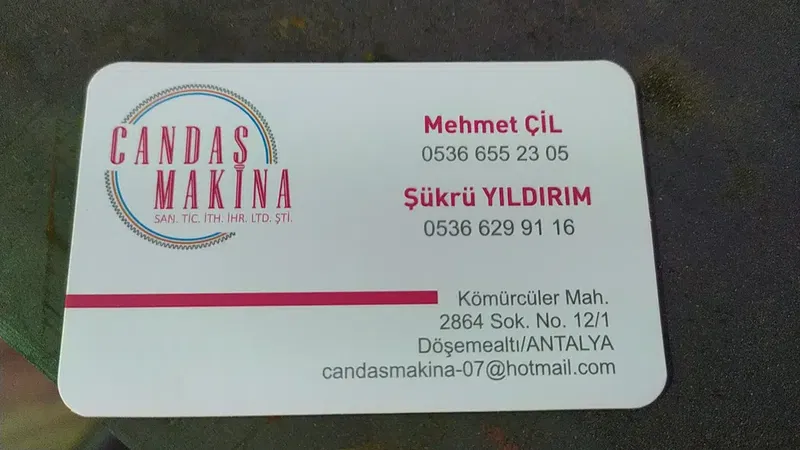 CANDAŞ
MAKİNA
SAN. TİC. İTH. İHR. LTD. ŞTİ.
Mehmet ÇİL
0536 655 23 05
Şükrü YILDIRIM
0536 629 91 16
Kömürcüler Mah.
2864 Sok. No. 12/1
Döşemealtı/ANTALYA
candasmakina-07@hotmail.com